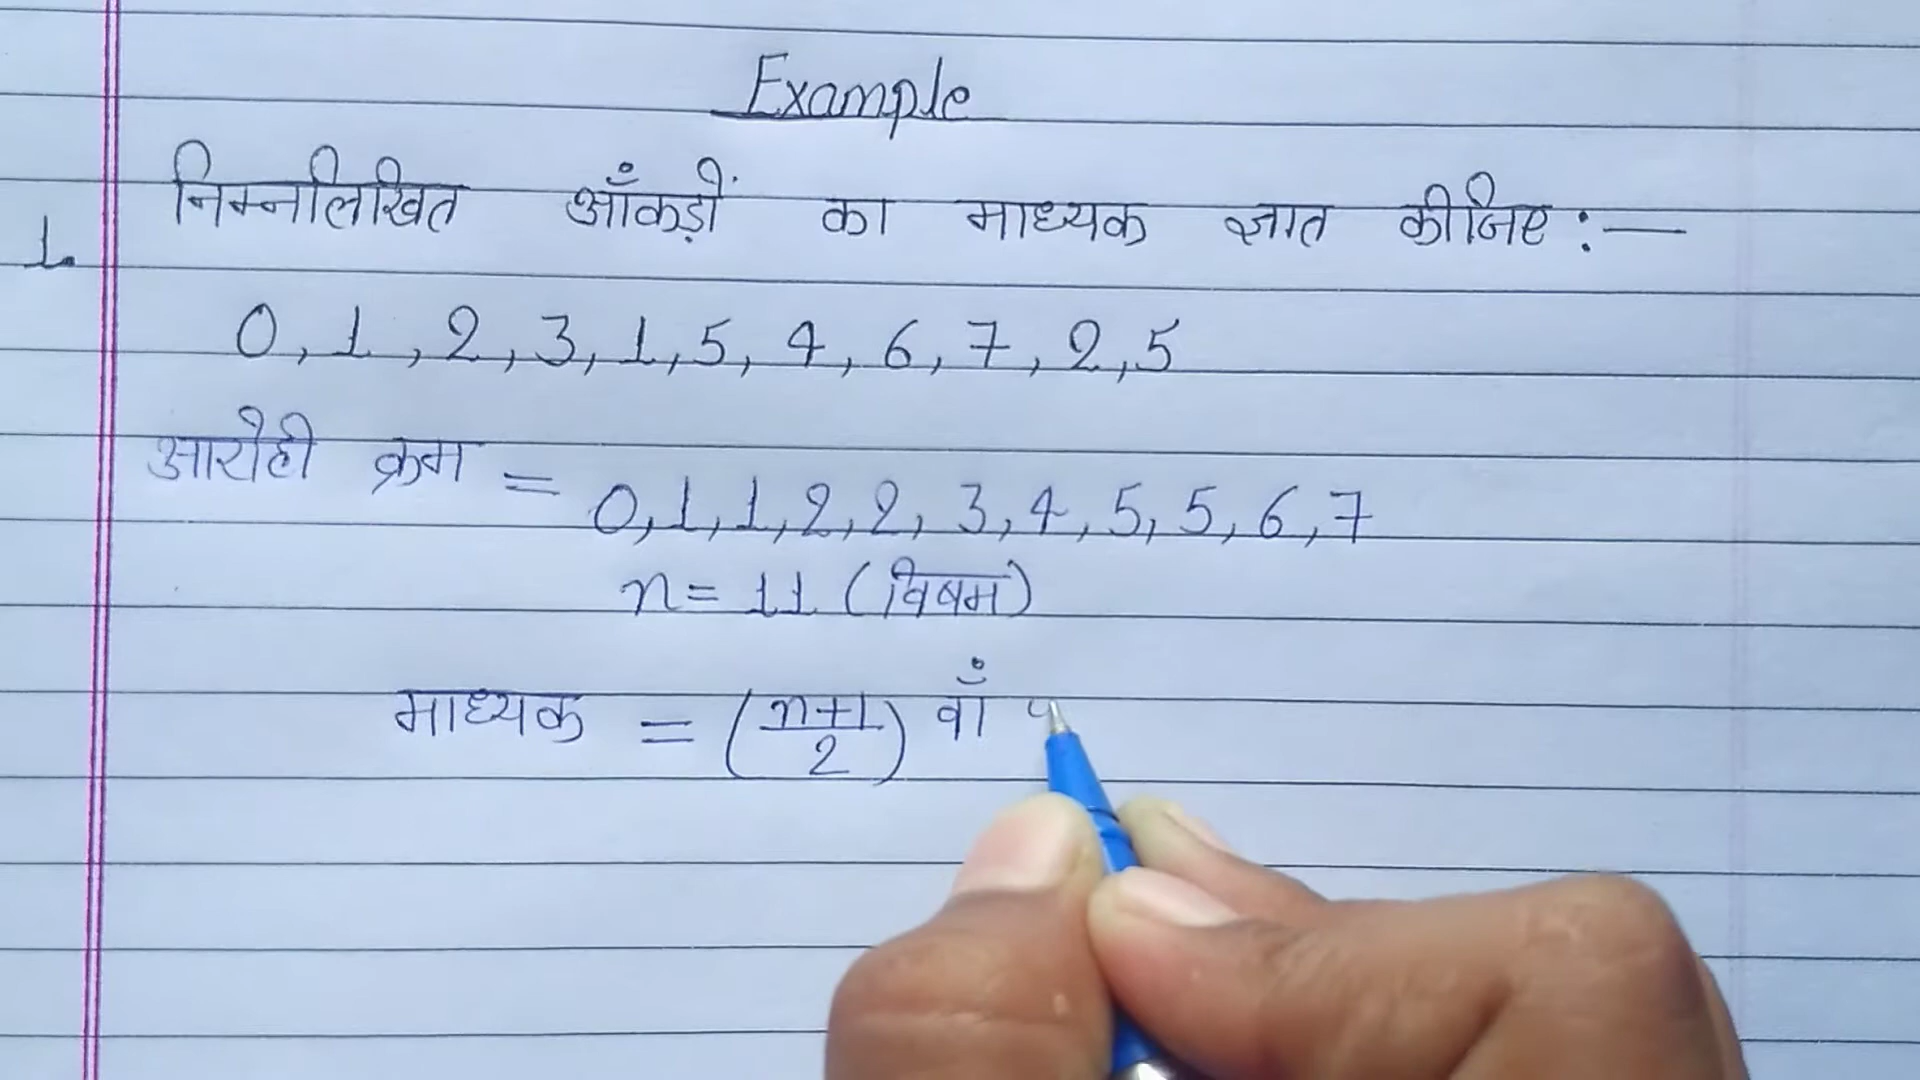 Example
1. निम्नलिखित आँकड़ों का माध्यक ज्ञात कीजिए :—
0, 1, 2, 3, 1, 5, 4, 6, 7, 2, 5
आरोही क्रम = 0, 1, 1, 2, 2, 3, 4, 5, 5, 6, 7
n = 11 (विषम)
माध्यक = (n+1/2) वाँ